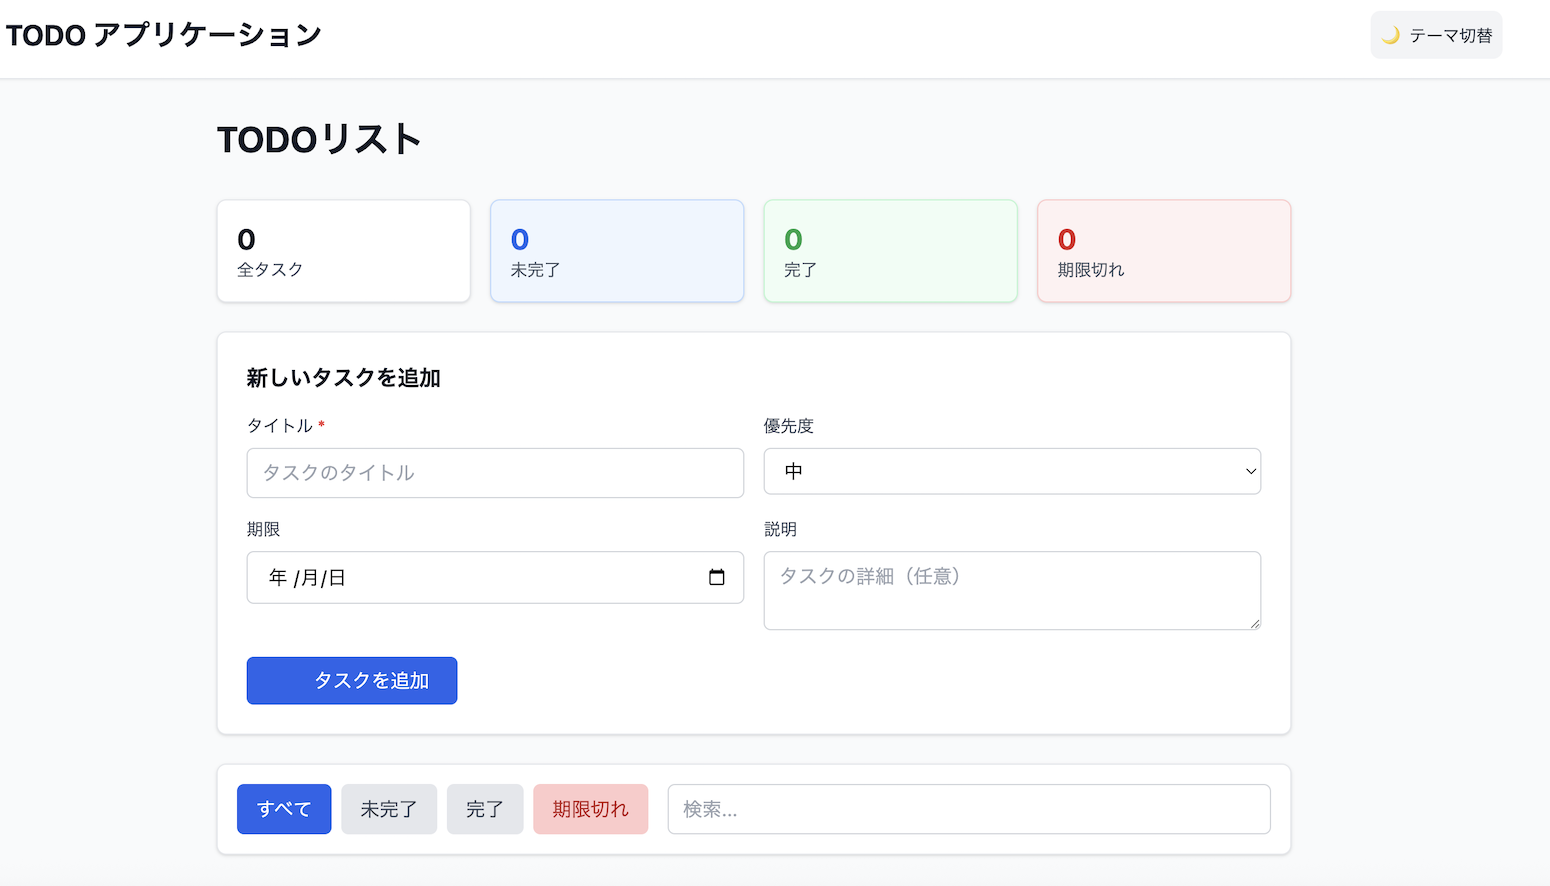 TODO アプリケーション
🌙 テーマ切替
TODOリスト
0
全タスク
0
未完了
0
完了
0
期限切れ
新しいタスクを追加
タイトル *
タスクのタイトル
優先度
中
期限
年 /月/日
説明
タスクの詳細（任意）
タスクを追加
すべて
未完了
完了
期限切れ
検索...